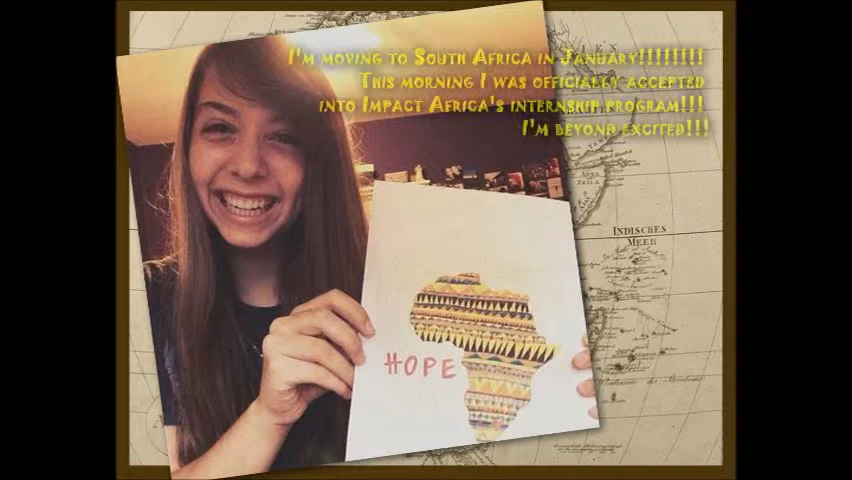 I'm moving to South Africa in January!!!!!!!!
This morning I was officially accepted
into Impact Africa's internship program!!!
I'm beyond excited!!!
HOPE
INDISCHES
MEER